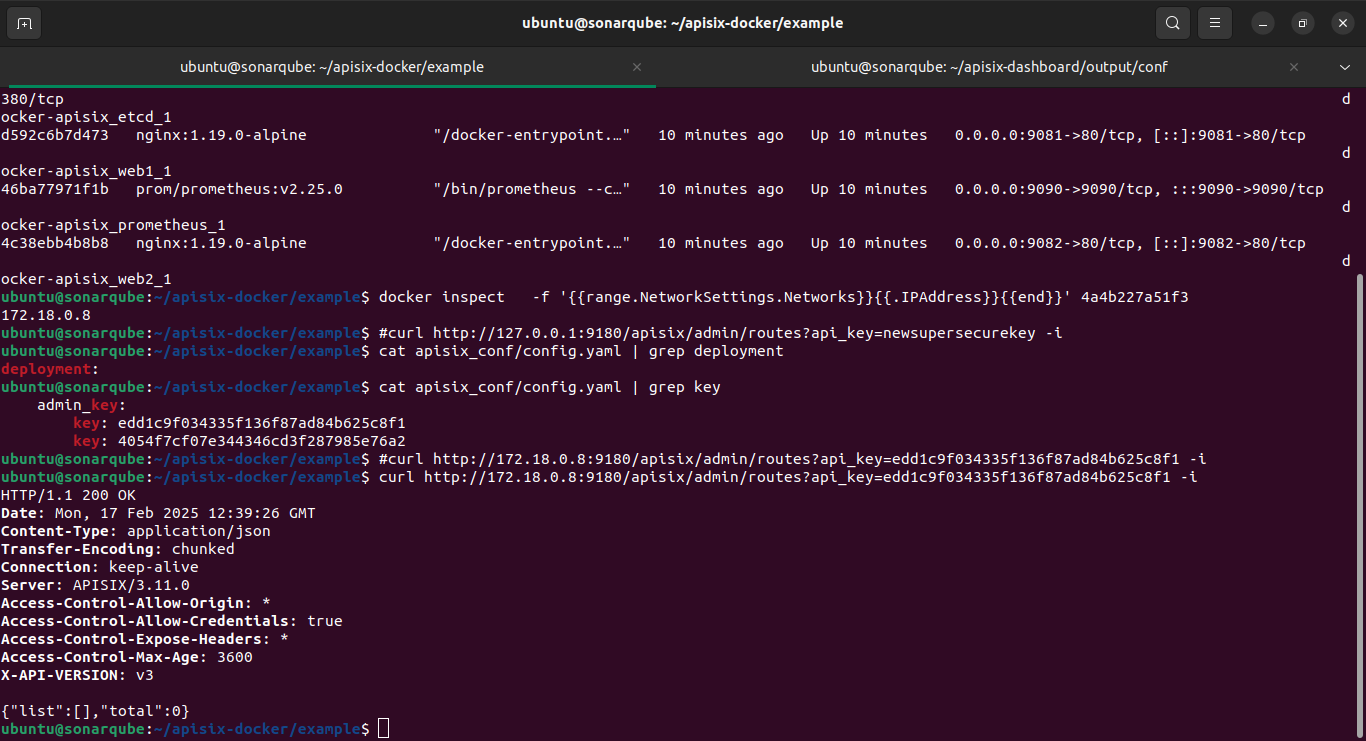 ubuntu@sonarqube: ~/apisix-docker/example
ubuntu@sonarqube: ~/apisix-docker/example
ubuntu@sonarqube: ~/apisix-dashboard/output/conf
380/tcp d
ocker-apisix_etcd_1
d592c6b7d473 nginx:1.19.0-alpine "/docker-entrypoint.…" 10 minutes ago Up 10 minutes 0.0.0.0:9081->80/tcp, [::]:9081->80/tcp
d
ocker-apisix_web1_1
46ba77971f1b prom/prometheus:v2.25.0 "/bin/prometheus --c…" 10 minutes ago Up 10 minutes 0.0.0.0:9090->9090/tcp, :::9090->9090/tcp
d
ocker-apisix_prometheus_1
4c38ebb4b8b8 nginx:1.19.0-alpine "/docker-entrypoint.…" 10 minutes ago Up 10 minutes 0.0.0.0:9082->80/tcp, [::]:9082->80/tcp
d
ocker-apisix_web2_1
ubuntu@sonarqube:~/apisix-docker/example$ docker inspect -f '{{range.NetworkSettings.Networks}}{{.IPAddress}}{{end}}' 4a4b227a51f3
172.18.0.8
ubuntu@sonarqube:~/apisix-docker/example$ #curl http://127.0.0.1:9180/apisix/admin/routes?api_key=newsupersecurekey -i
ubuntu@sonarqube:~/apisix-docker/example$ cat apisix_conf/config.yaml | grep deployment
deployment:
ubuntu@sonarqube:~/apisix-docker/example$ cat apisix_conf/config.yaml | grep key
admin_key:
key: edd1c9f034335f136f87ad84b625c8f1
key: 4054f7cf07e344346cd3f287985e76a2
ubuntu@sonarqube:~/apisix-docker/example$ #curl http://172.18.0.8:9180/apisix/admin/routes?api_key=edd1c9f034335f136f87ad84b625c8f1 -i
ubuntu@sonarqube:~/apisix-docker/example$ curl http://172.18.0.8:9180/apisix/admin/routes?api_key=edd1c9f034335f136f87ad84b625c8f1 -i
HTTP/1.1 200 OK
Date: Mon, 17 Feb 2025 12:39:26 GMT
Content-Type: application/json
Transfer-Encoding: chunked
Connection: keep-alive
Server: APISIX/3.11.0
Access-Control-Allow-Origin: *
Access-Control-Allow-Credentials: true
Access-Control-Expose-Headers: *
Access-Control-Max-Age: 3600
X-API-VERSION: v3
{"list":[],"total":0}
ubuntu@sonarqube:~/apisix-docker/example$